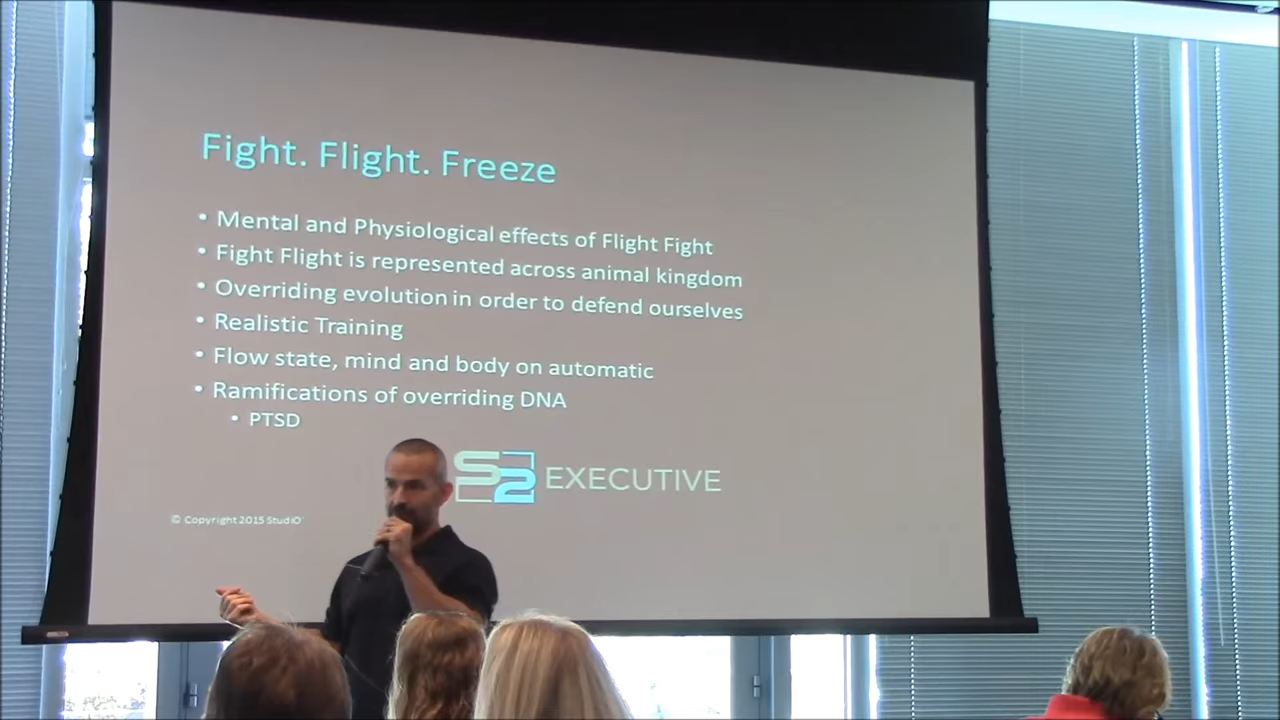 Fight. Flight. Freeze
• Mental and Physiological effects of Flight Fight
• Fight Flight is represented across animal kingdom
• Overriding evolution in order to defend ourselves
• Realistic Training
• Flow state, mind and body on automatic
• Ramifications of overriding DNA
• PTSD
S2 EXECUTIVE
© Copyright 2015